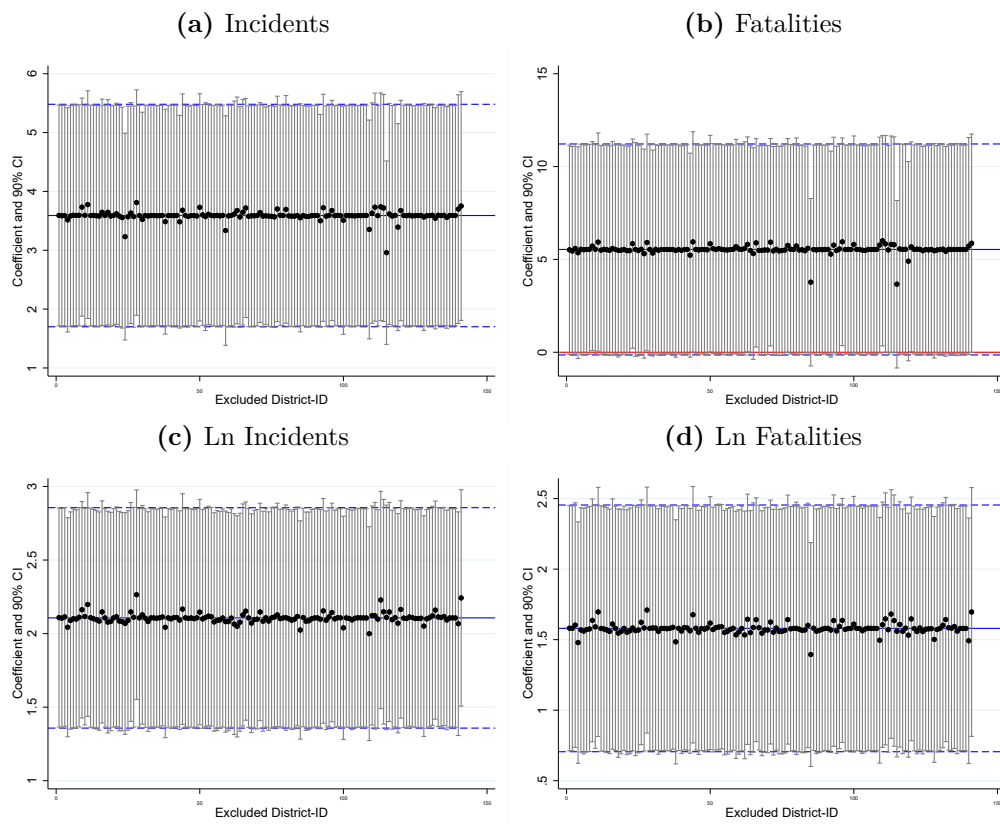 (a) Incidents
Coefficient and 90% CI
6
5
4
3
2
1
0 50 100 150
Excluded District-ID
(b) Fatalities
Coefficient and 90% CI
15
10
5
0
0 50 100 150
Excluded District-ID
(c) Ln Incidents
Coefficient and 90% CI
3
2.5
2
1.5
1
0 50 100 150
Excluded District-ID
(d) Ln Fatalities
Coefficient and 90% CI
2.5
2
1.5
1
.5
0 50 100 150
Excluded District-ID